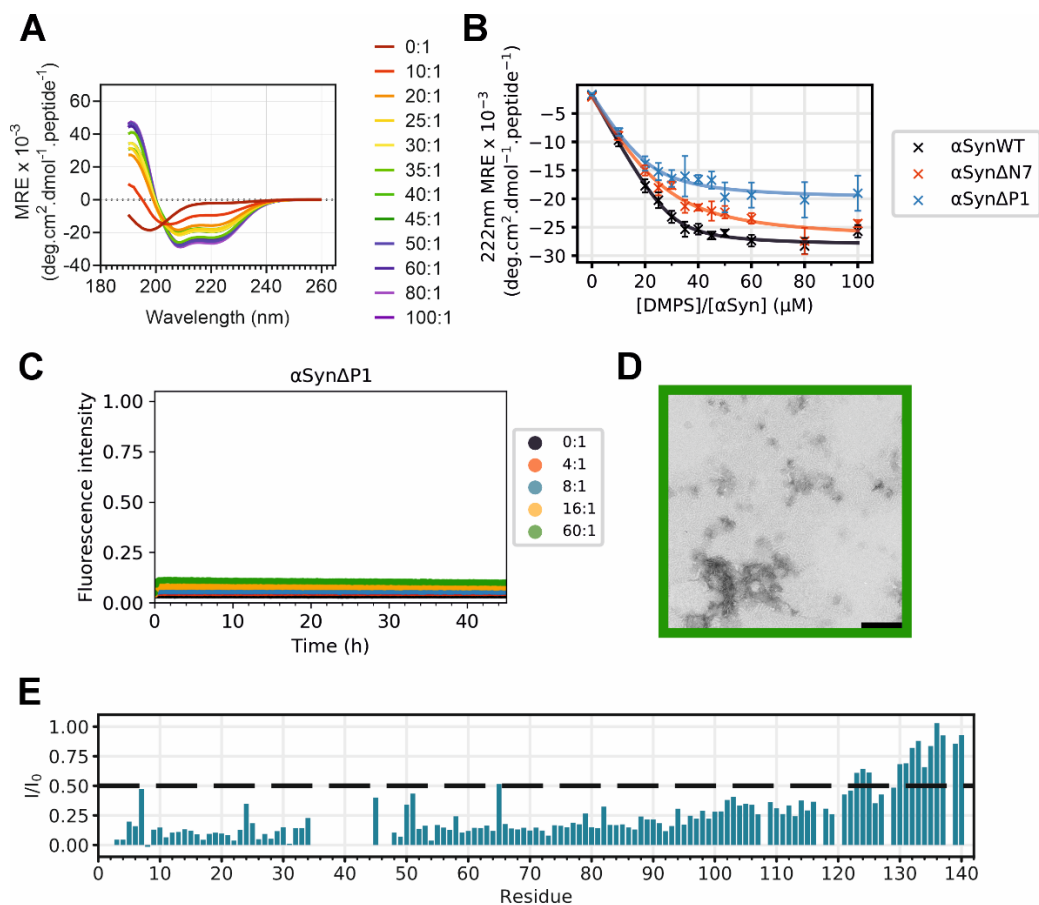 A
MRE x 10⁻³
(deg.cm².dmol⁻¹.peptide⁻¹)
60
40
20
0
-20
-40
180 200 220 240 260
Wavelength (nm)
0:1
10:1
20:1
25:1
30:1
35:1
40:1
45:1
50:1
60:1
80:1
100:1
B
222nm MRE x 10⁻³
(deg.cm².dmol⁻¹.peptide⁻¹)
−5
−10
−15
−20
−25
−30
0 20 40 60 80 100
[DMPS]/[αSyn] (μM)
αSynWT
αSynΔN7
αSynΔP1
C
αSynΔP1
Fluorescence intensity
1.00
0.75
0.50
0.25
0.00
0 10 20 30 40
Time (h)
0:1
4:1
8:1
16:1
60:1
D
E
I/I₀
1.00
0.75
0.50
0.25
0.00
0 10 20 30 40 50 60 70 80 90 100 110 120 130 140
Residue